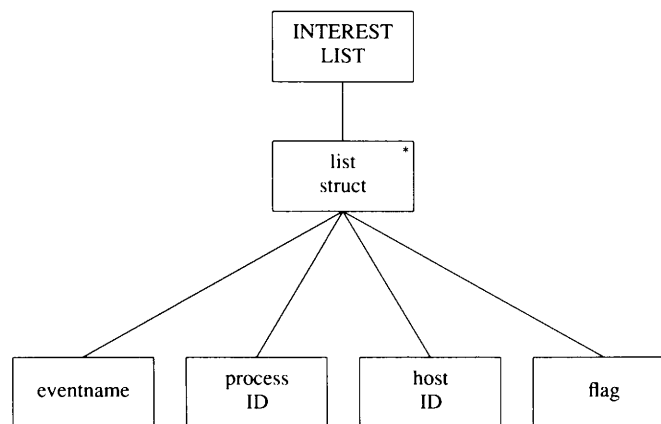 INTEREST
LIST
*
list
struct
eventname
process
ID
host
ID
flag